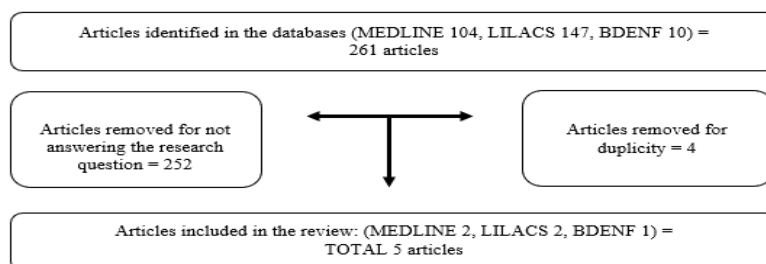 Articles identified in the databases (MEDLINE 104, LILACS 147, BDENF 10) =
261 articles
Articles removed for not
answering the research
question = 252
Articles removed for
duplicity = 4
Articles included in the review: (MEDLINE 2, LILACS 2, BDENF 1) =
TOTAL 5 articles